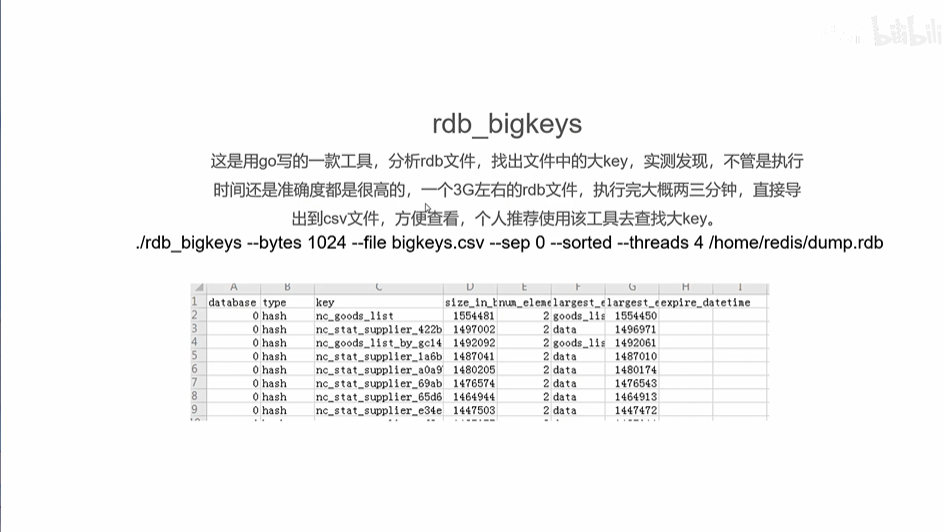 bilibili
rdb_bigkeys
这是用go写的一款工具，分析rdb文件，找出文件中的大key，实测发现，不管是执行
时间还是准确度都是很高的，一个3G左右的rdb文件，执行完大概两三分钟，直接导
出到csv文件，方便查看，个人推荐使用该工具去查找大key。
./rdb_bigkeys --bytes 1024 --file bigkeys.csv --sep 0 --sorted --threads 4 /home/redis/dump.rdb
A B C D E F G H I
1 database type key size_in_b num_eleme largest_e largest_e expire_datetime
2 0 hash nc_goods_list 1554481 2 goods_lis 1554450
3 0 hash nc_stat_supplier_422b 1497002 2 data 1496971
4 0 hash nc_goods_list_by_gc14 1492092 2 goods_lis 1492061
5 0 hash nc_stat_supplier_1a6b 1487041 2 data 1487010
6 0 hash nc_stat_supplier_a0a9 1480205 2 data 1480174
7 0 hash nc_stat_supplier_69ab 1476574 2 data 1476543
8 0 hash nc_stat_supplier_65d6 1464944 2 data 1464913
9 0 hash nc_stat_supplier_e34e 1447503 2 data 1447472